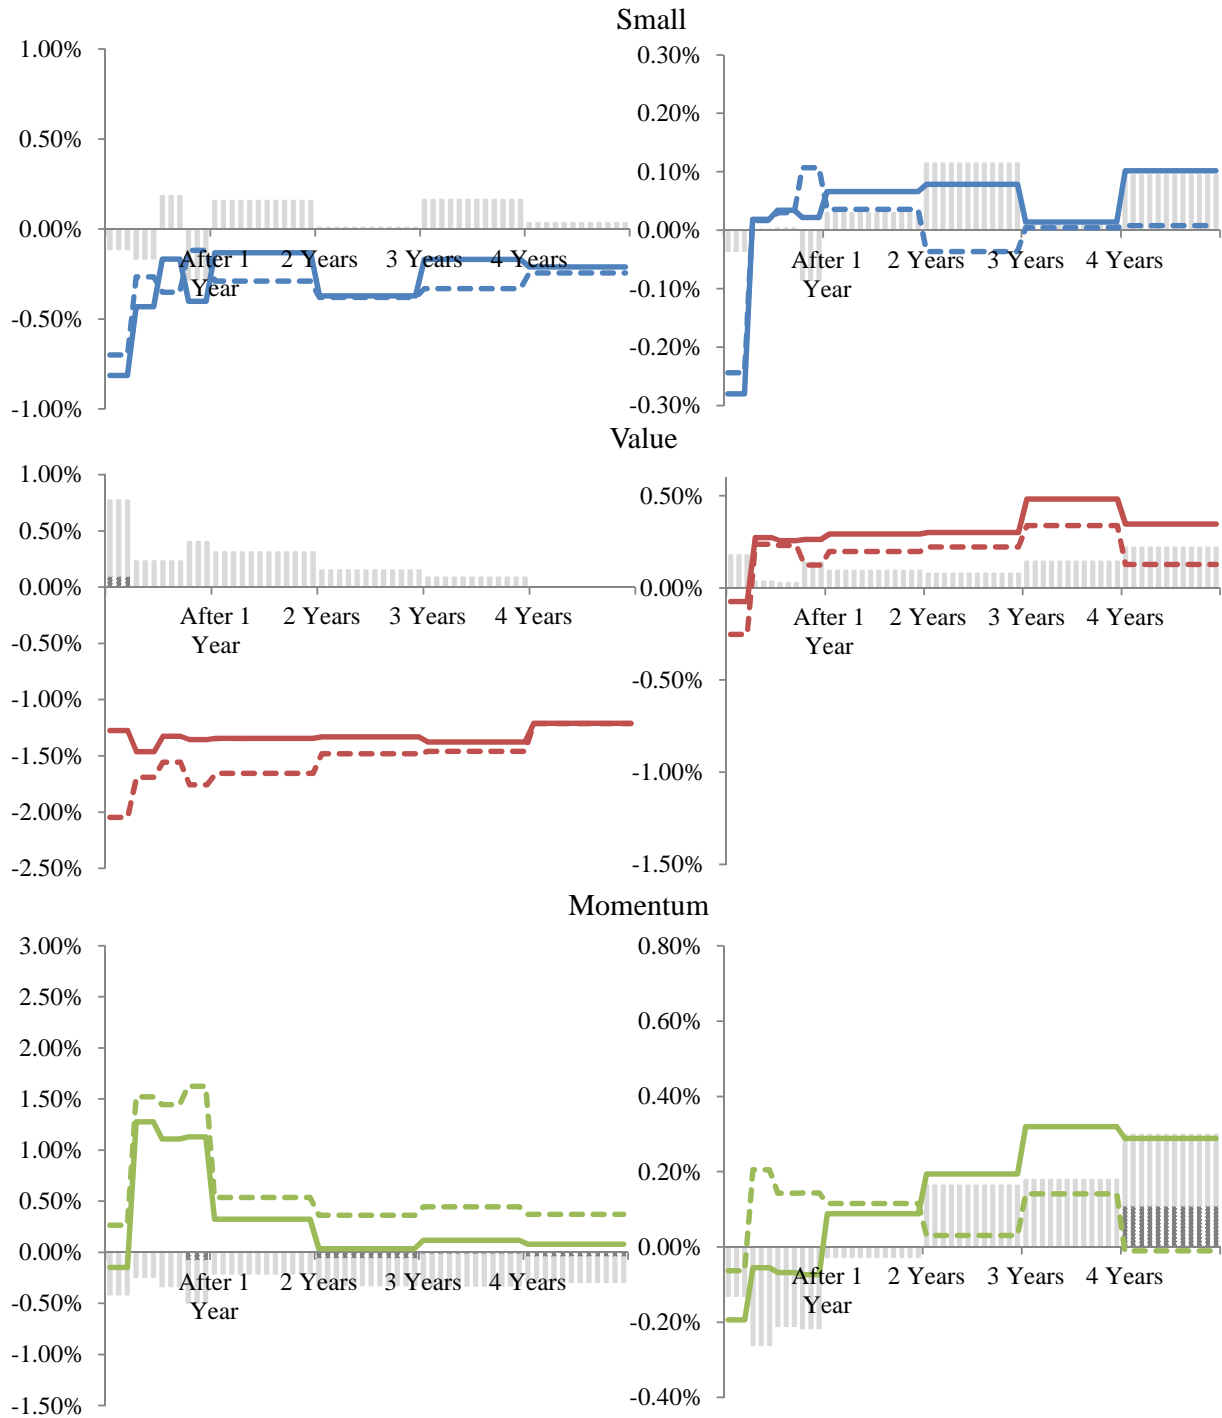 Small
1.00%
0.50%
0.00%
-0.50%
-1.00%
After 1
Year
2 Years
3 Years
4 Years
0.30%
0.20%
0.10%
0.00%
-0.10%
-0.20%
-0.30%
After 1
Year
2 Years
3 Years
4 Years
Value
1.00%
0.50%
0.00%
-0.50%
-1.00%
-1.50%
-2.00%
-2.50%
After 1
Year
2 Years
3 Years
4 Years
0.50%
0.00%
-0.50%
-1.00%
-1.50%
After 1
Year
2 Years
3 Years
4 Years
Momentum
3.00%
2.50%
2.00%
1.50%
1.00%
0.50%
0.00%
-0.50%
-1.00%
-1.50%
After 1
Year
2 Years
3 Years
4 Years
0.80%
0.60%
0.40%
0.20%
0.00%
-0.20%
-0.40%
After 1
Year
2 Years
3 Years
4 Years